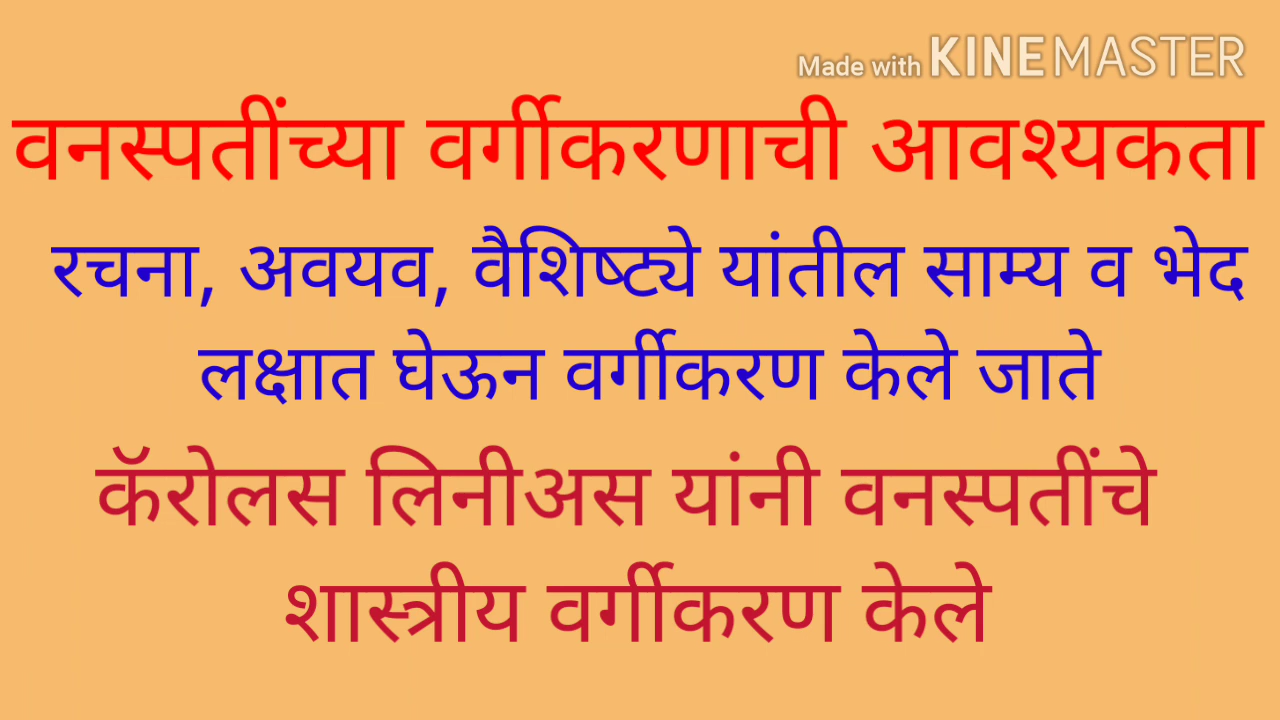 Made with KINEMASTER
वनस्पतींच्या वर्गीकरणाची आवश्यकता
रचना, अवयव, वैशिष्ट्ये यांतील साम्य व भेद
लक्षात घेऊन वर्गीकरण केले जाते
कॅरोलस लिनीअस यांनी वनस्पतींचे
शास्त्रीय वर्गीकरण केले